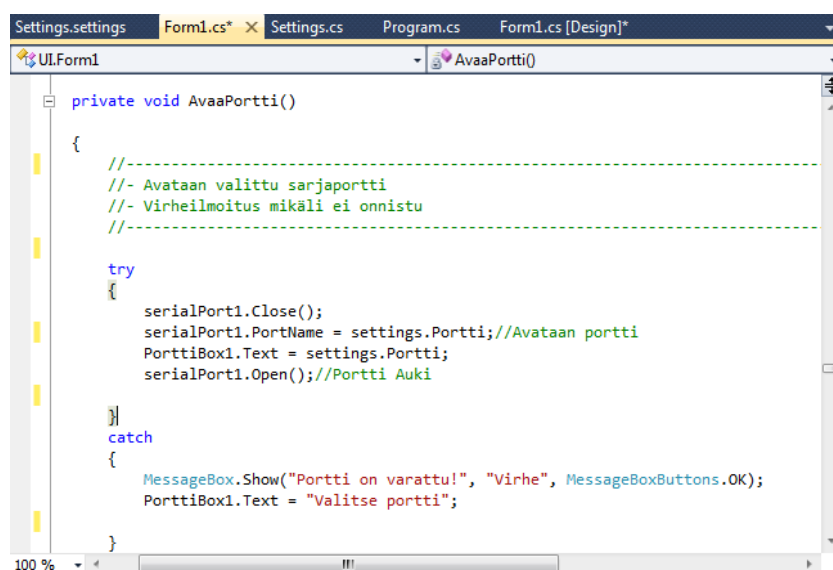 Settings.settings Form1.cs* Settings.cs Program.cs Form1.cs [Design]*
UI.Form1 AvaaPortti()
private void AvaaPortti()
{
//------------------------------------------------------------------------------
//- Avataan valittu sarjaportti
//- Virheilmoitus mikäli ei onnistu
//------------------------------------------------------------------------------
try
{
serialPort1.Close();
serialPort1.PortName = settings.Portti;//Avataan portti
PorttiBox1.Text = settings.Portti;
serialPort1.Open();//Portti Auki
}
catch
{
MessageBox.Show("Portti on varattu!", "Virhe", MessageBoxButtons.OK);
PorttiBox1.Text = "Valitse portti";
}
100 %